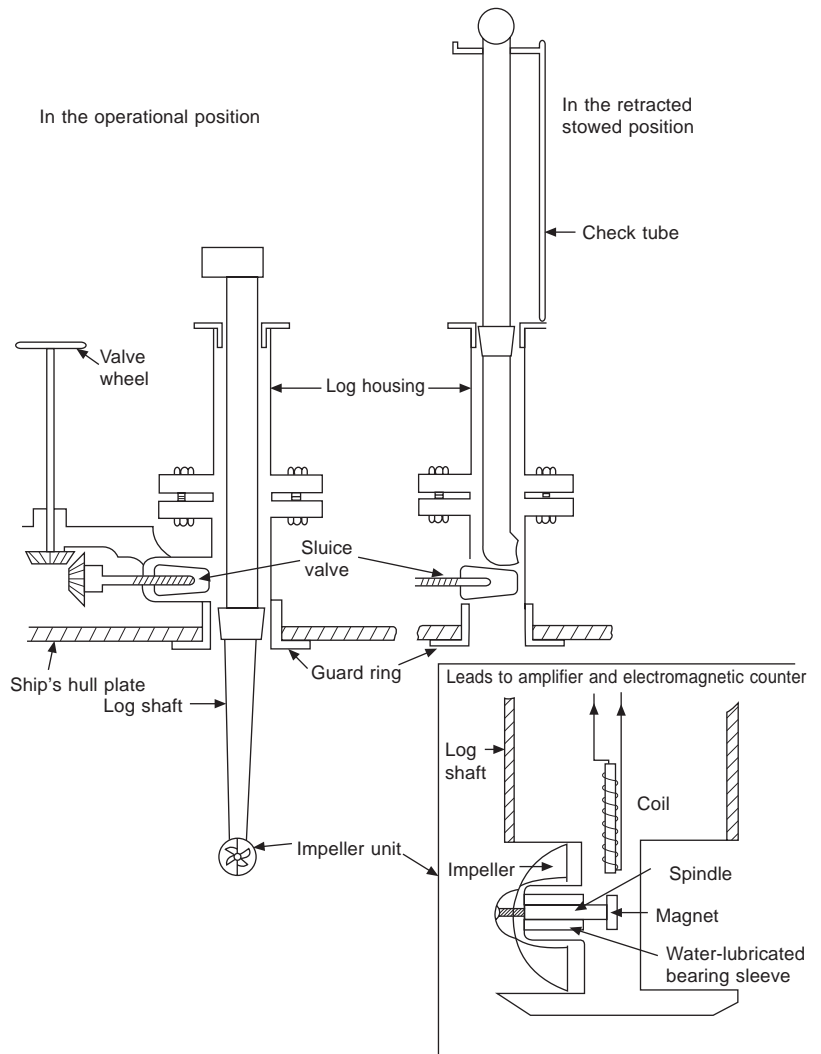 In the operational position
In the retracted
stowed position
Check tube
Valve
wheel
Log housing
Sluice
valve
Ship's hull plate
Log shaft
Guard ring
Impeller unit
Leads to amplifier and electromagnetic counter
Log
shaft
Coil
Impeller
Spindle
Magnet
Water-lubricated
bearing sleeve